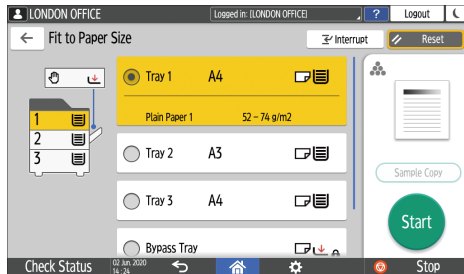 LONDON OFFICE
Logged in: [LONDON OFFICE]
?
Logout
Fit to Paper Size
Interrupt
Reset
Tray 1 A4
Plain Paper 1 52 – 74 g/m2
1
2
3
Tray 2 A3
Tray 3 A4
Bypass Tray
Sample Copy
Start
Check Status
02 Jun. 2020
14 : 24
Stop